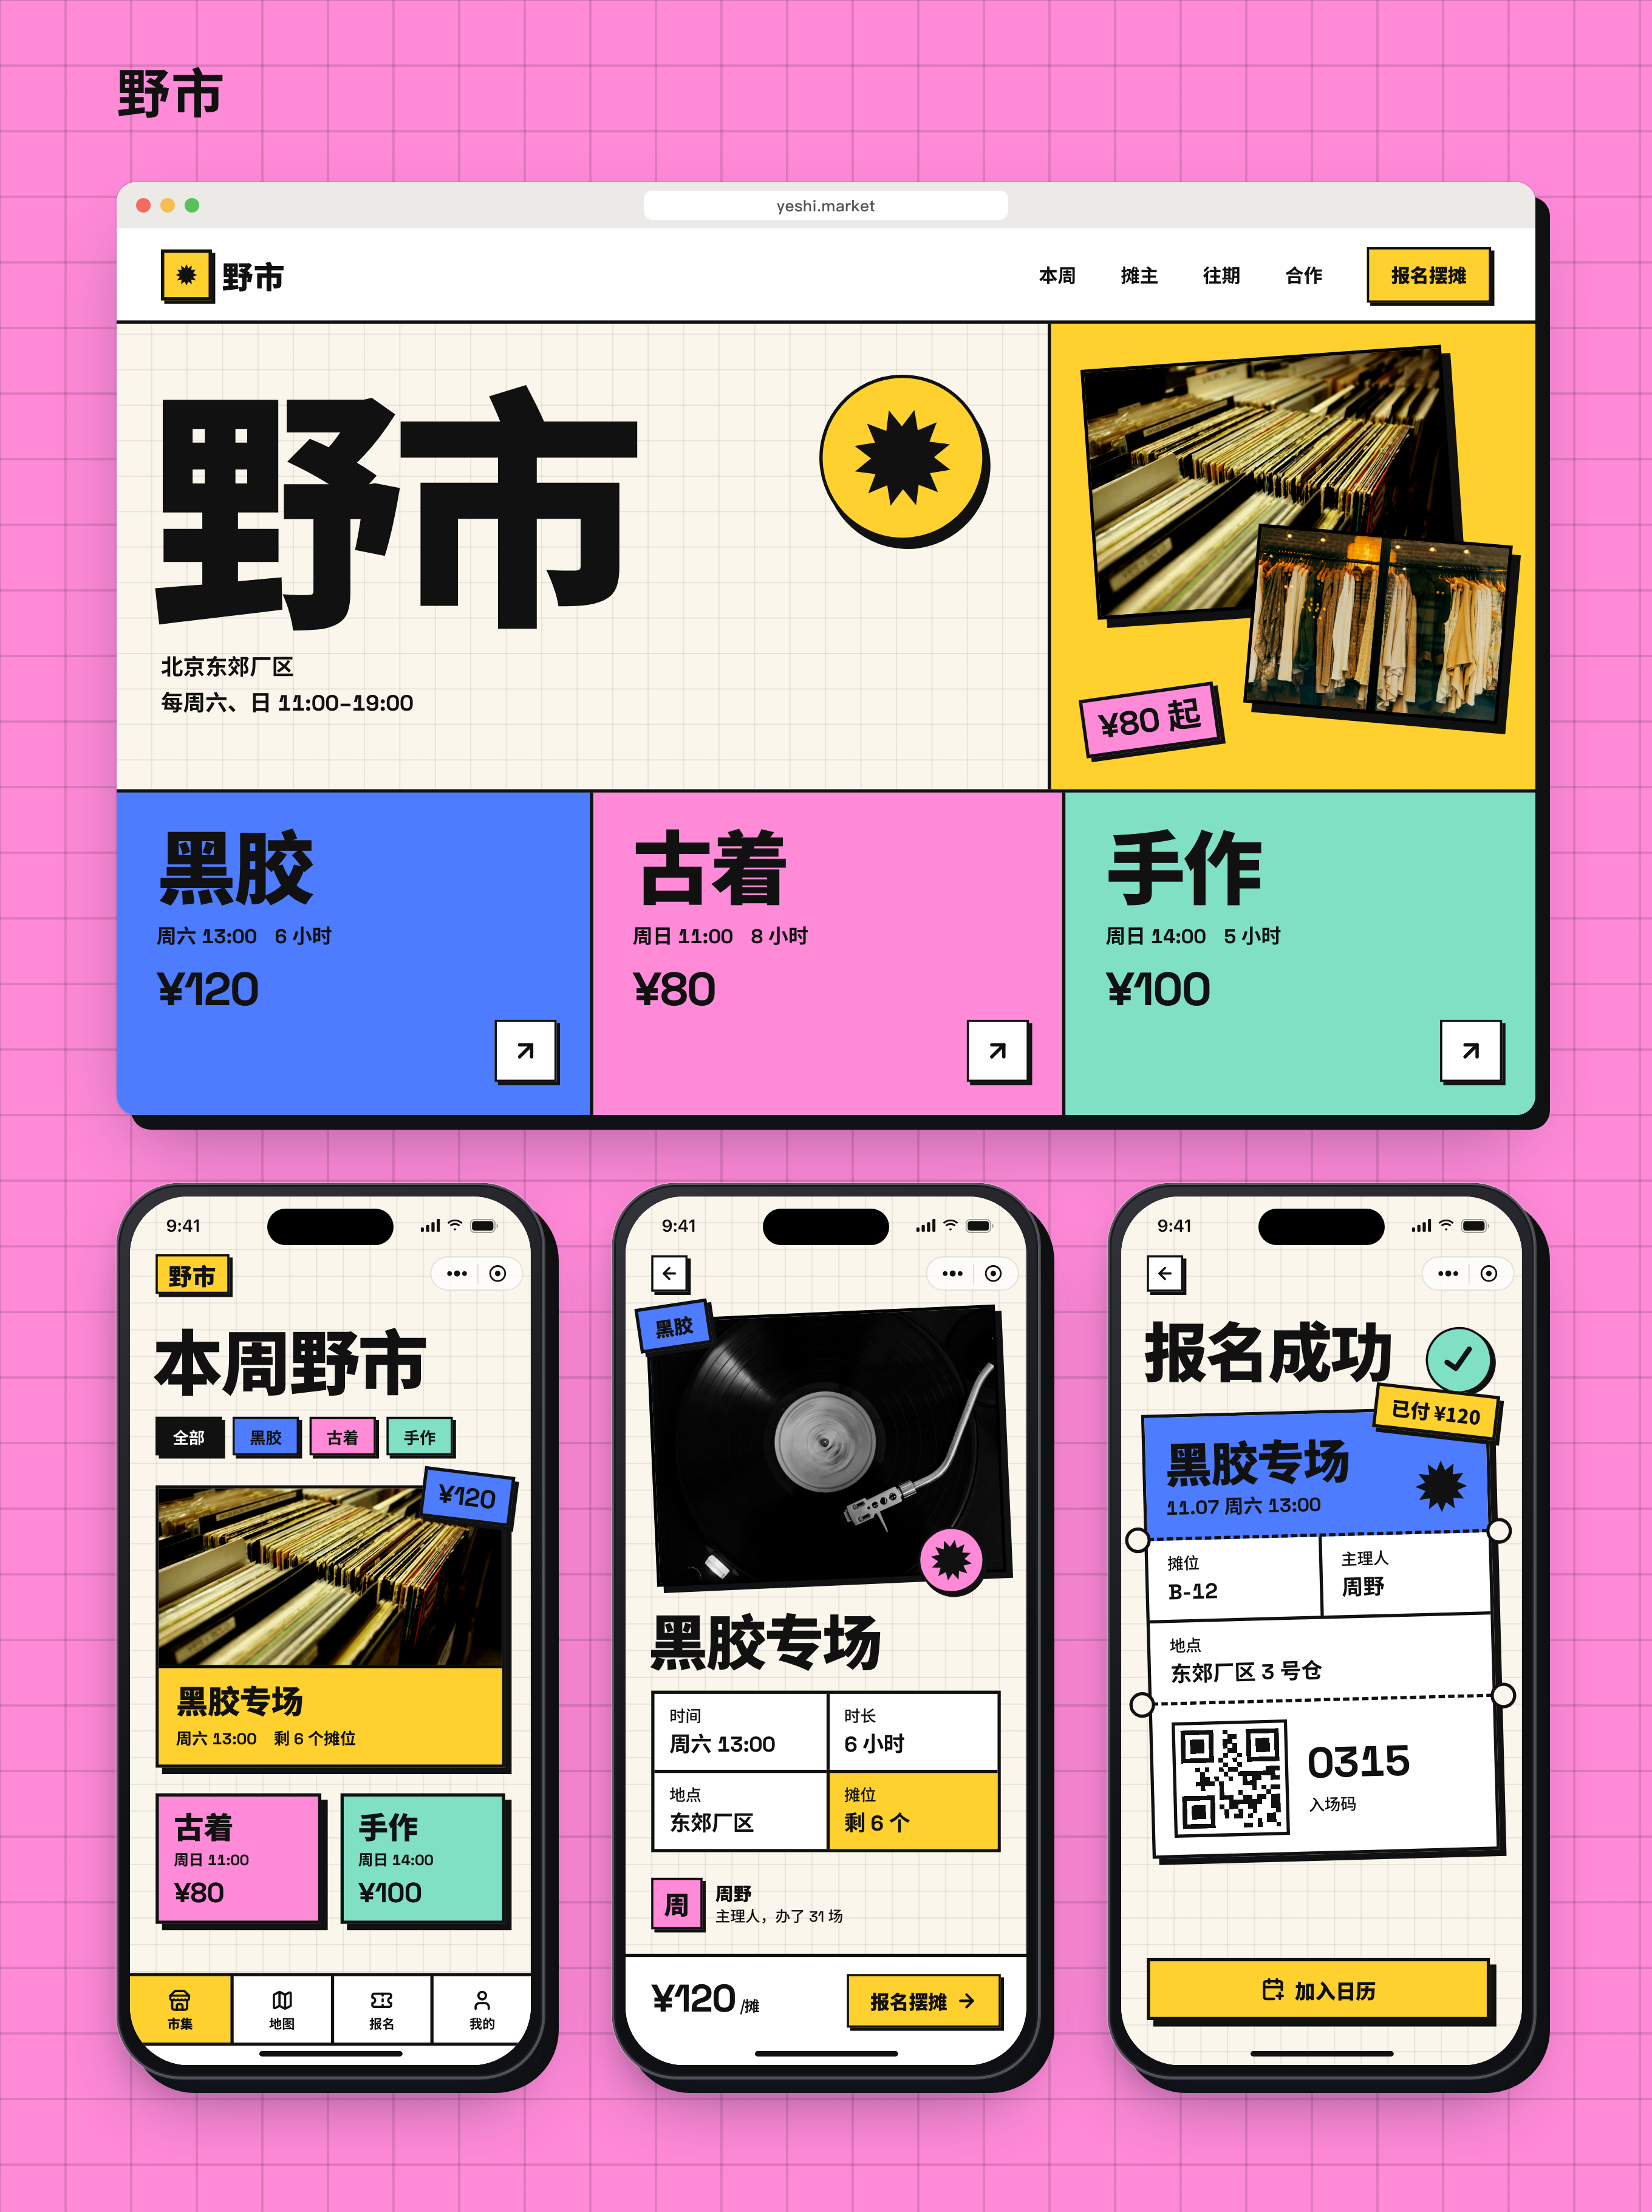 野市
yeshi.market
野市
本周
摊主
往期
合作
报名摆摊
野市
北京东郊厂区
每周六、日 11:00–19:00
¥80 起
黑胶
周六 13:00 6 小时
¥120
古着
周日 11:00 8 小时
¥80
手作
周日 14:00 5 小时
¥100
9:41
野市
本周野市
全部
黑胶
古着
手作
¥120
黑胶专场
周六 13:00 剩 6 个摊位
古着
周日 11:00
¥80
手作
周日 14:00
¥100
市集
地图
报名
我的
9:41
黑胶
黑胶专场
时间
周六 13:00
时长
6 小时
地点
东郊厂区
摊位
剩 6 个
周
周野
主理人，办了 31 场
¥120 /摊
报名摆摊
9:41
报名成功
已付 ¥120
黑胶专场
11.07 周六 13:00
摊位
B-12
主理人
周野
地点
东郊厂区 3 号仓
0315
入场码
加入日历